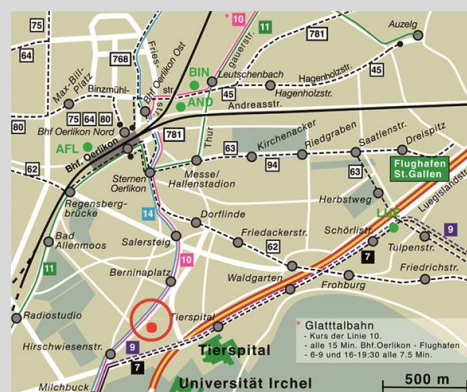 75
64
768
10
11
781
Auzelg
Fries-
str.
Bhf Oerlikon Ost
BIN
gauerstr.
Leutschenbach
Max-Bill-
Platz
Binzmühl-
str.
45
Hagenholzstr.
45
Hagenholzstr.
AND
Andreasstr.
75 64 80
80
Bhf Oerlikon Nord
AFL
Bhf. Oerlikon
781
Thur
Kirchenacker
Riedgraben
Saatlenstr.
Dreispitz
63
94
63
62
Sternen
Oerlikon
Messe/
Hallenstadion
Flughafen
St.Gallen
Regensberg-
brücke
14
Dorflinde
Herbstweg
Luegislandstr.
LUE
9
Bad
Allenmoos
Salersteig
Friedackerstr.
62
Schörlistr.
Tulpenstr.
10
7
11
Berninaplatz
Waldgarten
Frohburg
Friedrichstr.
Radiostudio
Tierspital
Hirschwiesenstr.
9
7
Tierspital
Milchbuck
Universität Irchel
* Glatttalbahn
- Kurs der Linie 10.
- alle 15 Min. Bhf.Oerlikon - Flughafen
- 6-9 und 16-19:30 alle 7.5 Min.
500 m